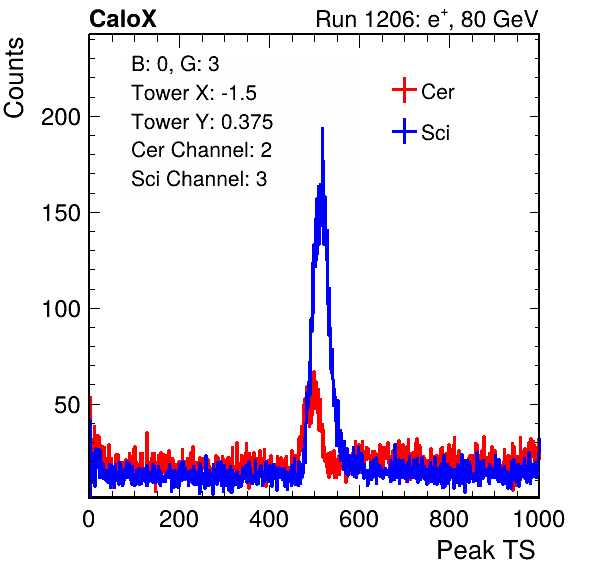 CaloX Run 1206: e⁺, 80 GeV
Counts
B: 0, G: 3
Tower X: -1.5
Tower Y: 0.375
Cer Channel: 2
Sci Channel: 3
Cer
Sci
200
150
100
50
0 200 400 600 800 1000
Peak TS